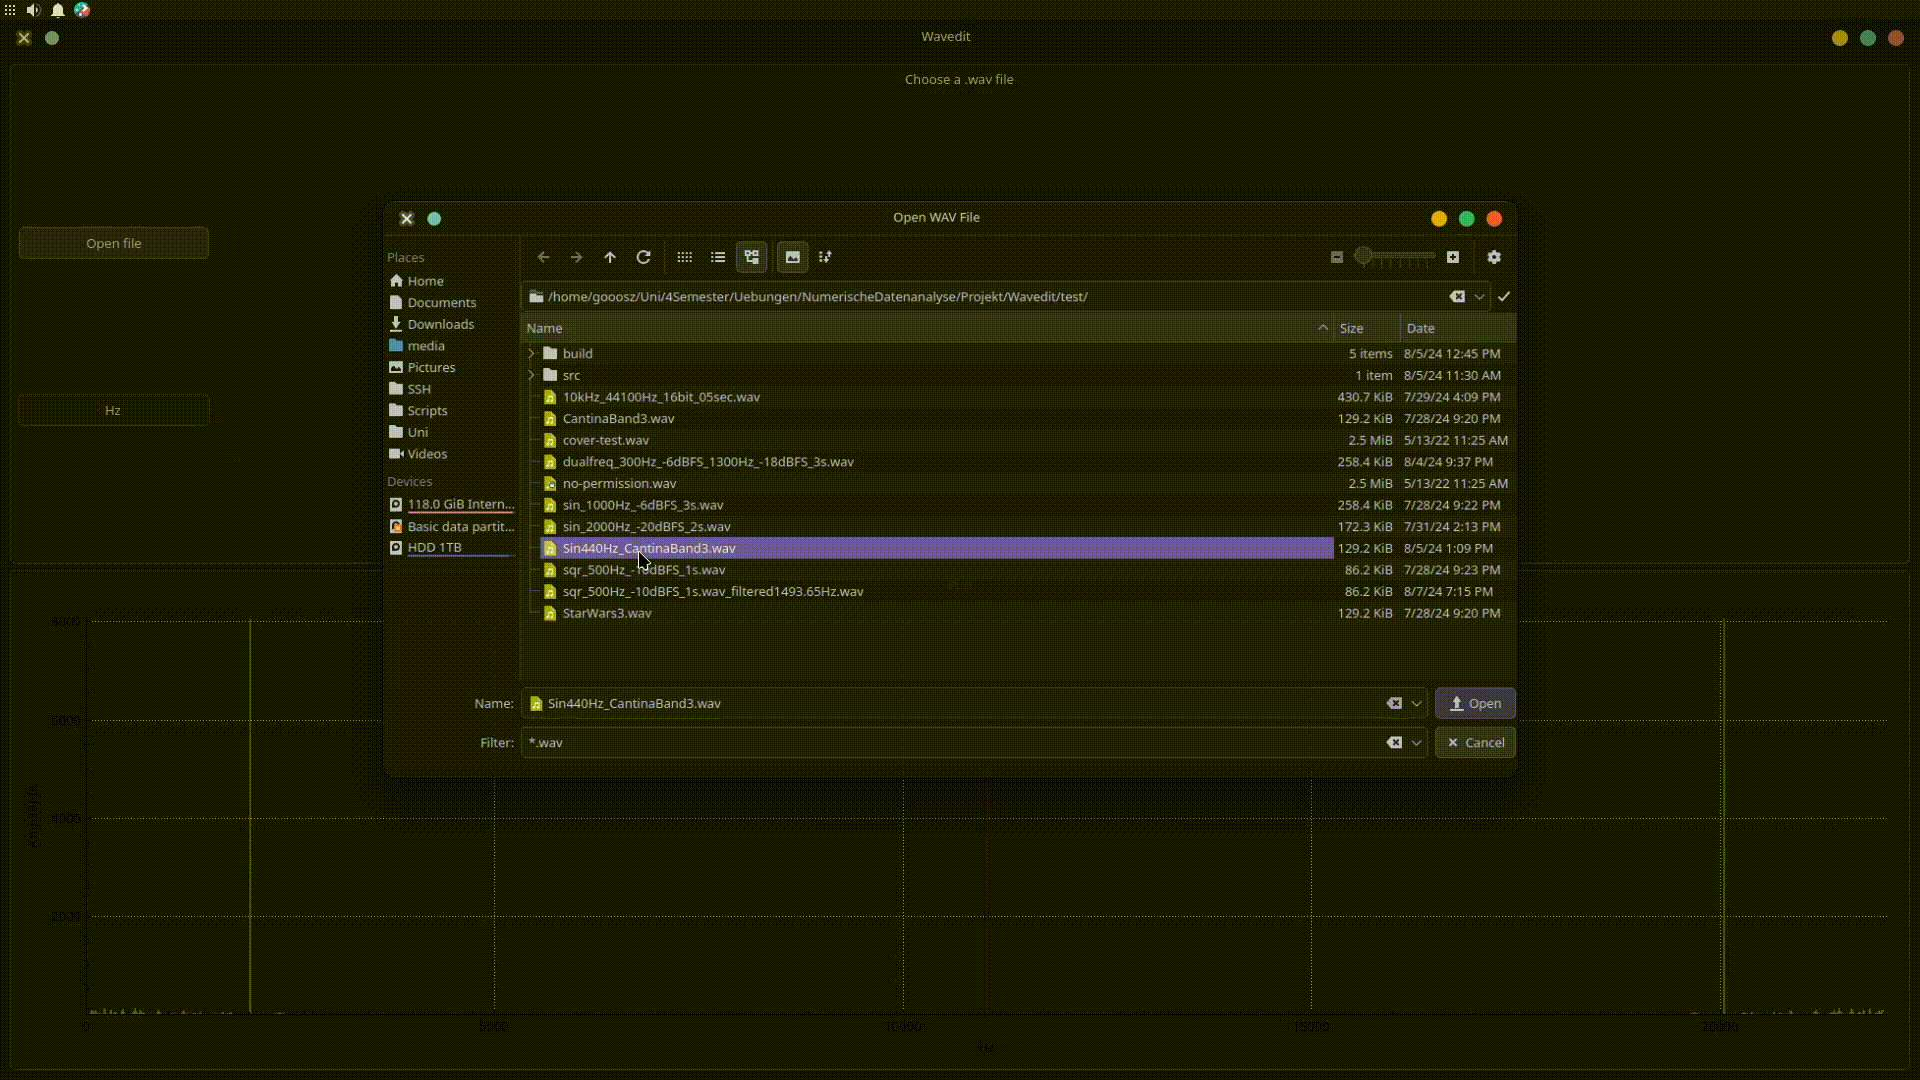 Wavedit
Choose a .wav file
Open file
Hz
Open WAV File
Places
Home
Documents
Downloads
media
Pictures
SSH
Scripts
Uni
Videos
Devices
118.0 GiB Intern...
Basic data partit...
HDD 1TB
/home/gooosz/Uni/4Semester/Uebungen/NumerischeDatenanalyse/Projekt/Wavedit/test/
Name Size Date
build 5 items 8/5/24 12:45 PM
src 1 item 8/5/24 11:30 AM
10kHz_44100Hz_16bit_05sec.wav 430.7 KiB 7/29/24 4:09 PM
CantinaBand3.wav 129.2 KiB 7/28/24 9:20 PM
cover-test.wav 2.5 MiB 5/13/22 11:25 AM
dualfreq_300Hz_-6dBFS_1300Hz_-18dBFS_3s.wav 258.4 KiB 8/4/24 9:37 PM
no-permission.wav 2.5 MiB 5/13/22 11:25 AM
sin_1000Hz_-6dBFS_3s.wav 258.4 KiB 7/28/24 9:22 PM
sin_2000Hz_-20dBFS_2s.wav 172.3 KiB 7/31/24 2:13 PM
Sin440Hz_CantinaBand3.wav 129.2 KiB 8/5/24 1:09 PM
sqr_500Hz_-10dBFS_1s.wav 86.2 KiB 7/28/24 9:23 PM
sqr_500Hz_-10dBFS_1s.wav_filtered1493.65Hz.wav 86.2 KiB 8/7/24 7:15 PM
StarWars3.wav 129.2 KiB 7/28/24 9:20 PM
Name: Sin440Hz_CantinaBand3.wav Open
Filter: *.wav Cancel
8000
6000
4000
2000
Amplitude
0 5000 10000 15000 20000
Hz